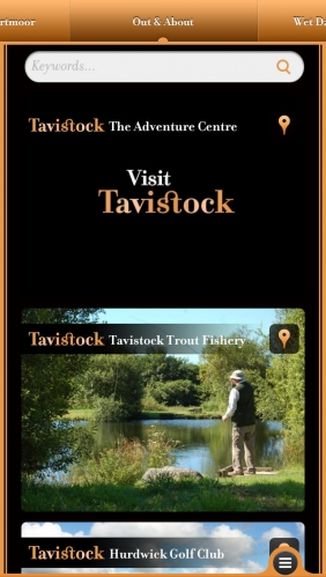 rtmoor
Out & About
Wet Da
Keywords...
Tavistock The Adventure Centre
Visit
Tavistock
Tavistock Tavistock Trout Fishery
Tavistock Hurdwick Golf Club